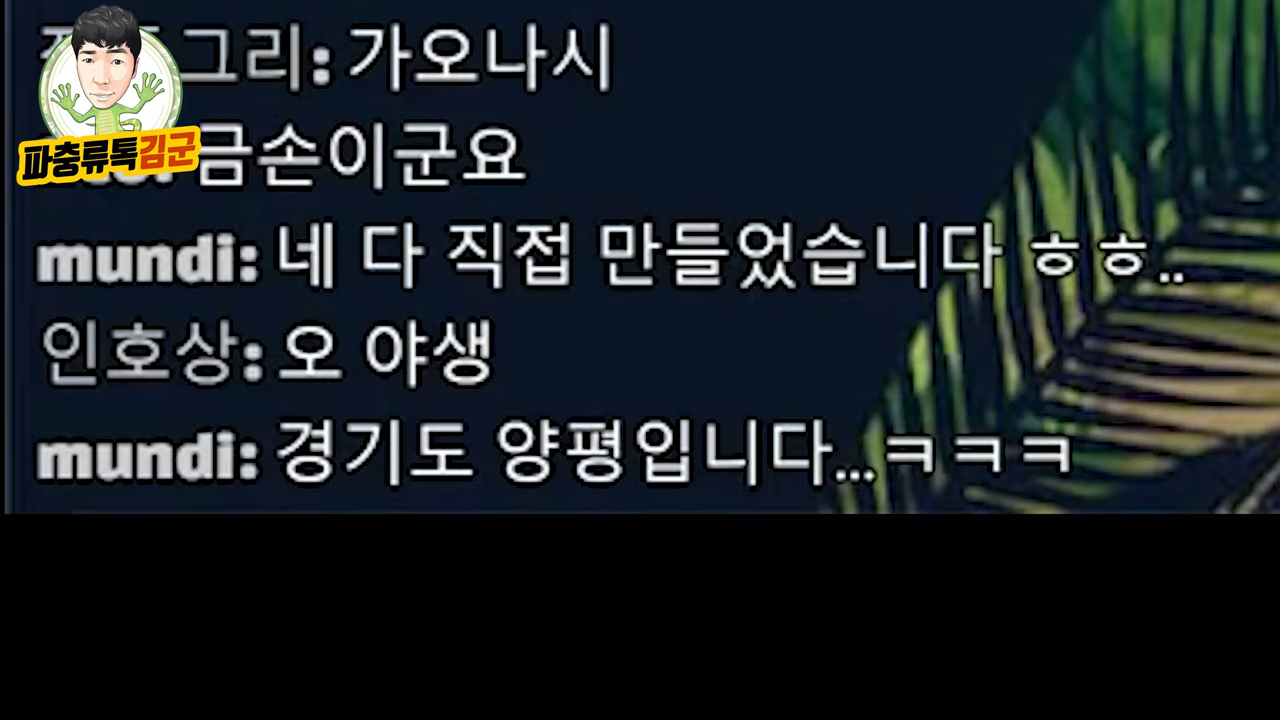 그리: 가오나시
금손이군요
파충류톡김군
mundi: 네 다 직접 만들었습니다 ㅎㅎ..
인호상: 오 야생
mundi: 경기도 양평입니다...ㅋㅋㅋ